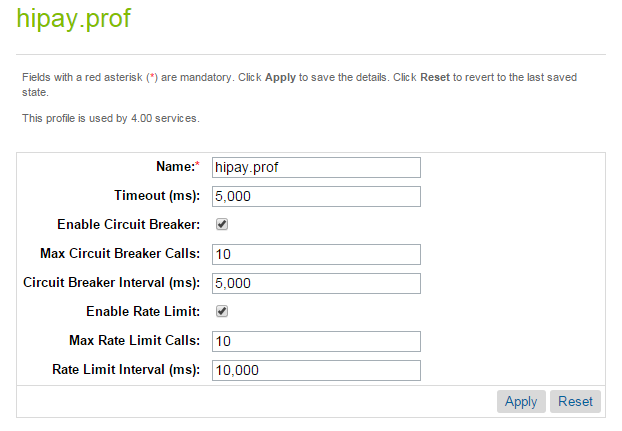 hipay.prof
Fields with a red asterisk (*) are mandatory. Click Apply to save the details. Click Reset to revert to the last saved
state.
This profile is used by 4.00 services.
Name:* hipay.prof
Timeout (ms): 5,000
Enable Circuit Breaker:
Max Circuit Breaker Calls: 10
Circuit Breaker Interval (ms): 5,000
Enable Rate Limit:
Max Rate Limit Calls: 10
Rate Limit Interval (ms): 10,000
Apply Reset